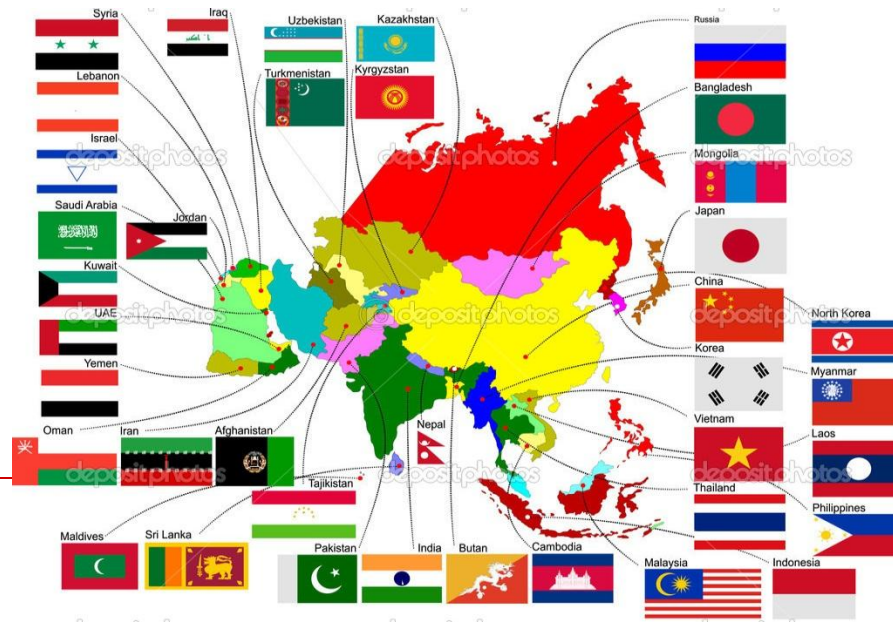 Syria
Iraq
Uzbekistan
Kazakhstan
Russia
Lebanon
Turkmenistan
Kyrgyzstan
Bangladesh
Israel
depositphotos
depositphotos
depositphotos
Mongolia
Saudi Arabia
Jordan
Japan
Kuwait
China
UAE
depositphotos
depositphotos
depositphotos
North Korea
Korea
Yemen
Myanmar
Oman
Iran
Afghanistan
Nepal
Vietnam
Laos
depositphotos
depositphotos
depositphotos
Tajikistan
Thailand
Philippines
Maldives
Sri Lanka
Pakistan
India
Butan
Cambodia
Malaysia
Indonesia